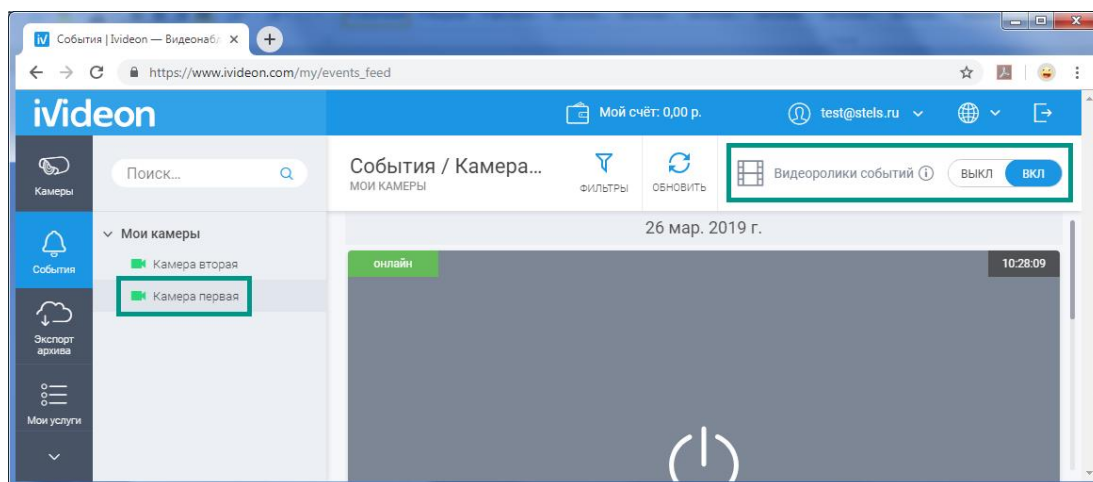 События | Ivideon — Видеонабл
https://www.ivideon.com/my/events_feed
iVideon
Мой счёт: 0,00 р.
test@stels.ru
Камеры
Поиск...
События / Камера...
МОИ КАМЕРЫ
ФИЛЬТРЫ
ОБНОВИТЬ
Видеоролики событий
ВЫКЛ
ВКЛ
События
Мои камеры
Камера вторая
Камера первая
26 мар. 2019 г.
онлайн
10:28:09
Экспорт
архива
Мои услуги